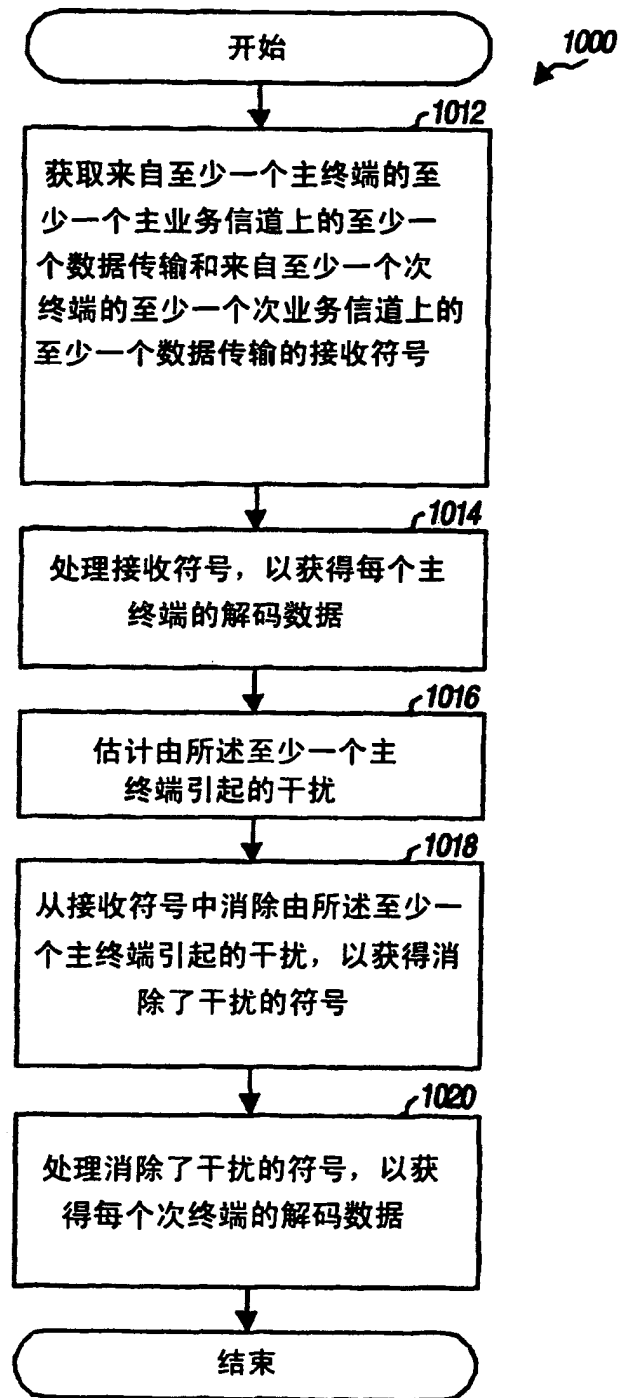 开始
1000
1012
获取来自至少一个主终端的至
少一个主业务信道上的至少一
个数据传输和来自至少一个次
终端的至少一个次业务信道上的
至少一个数据传输的接收符号
1014
处理接收符号，以获得每个主
终端的解码数据
1016
估计由所述至少一个主
终端引起的干扰
1018
从接收符号中消除由所述至少一
个主终端引起的干扰，以获得消
除了干扰的符号
1020
处理消除了干扰的符号，以获
得每个次终端的解码数据
结束